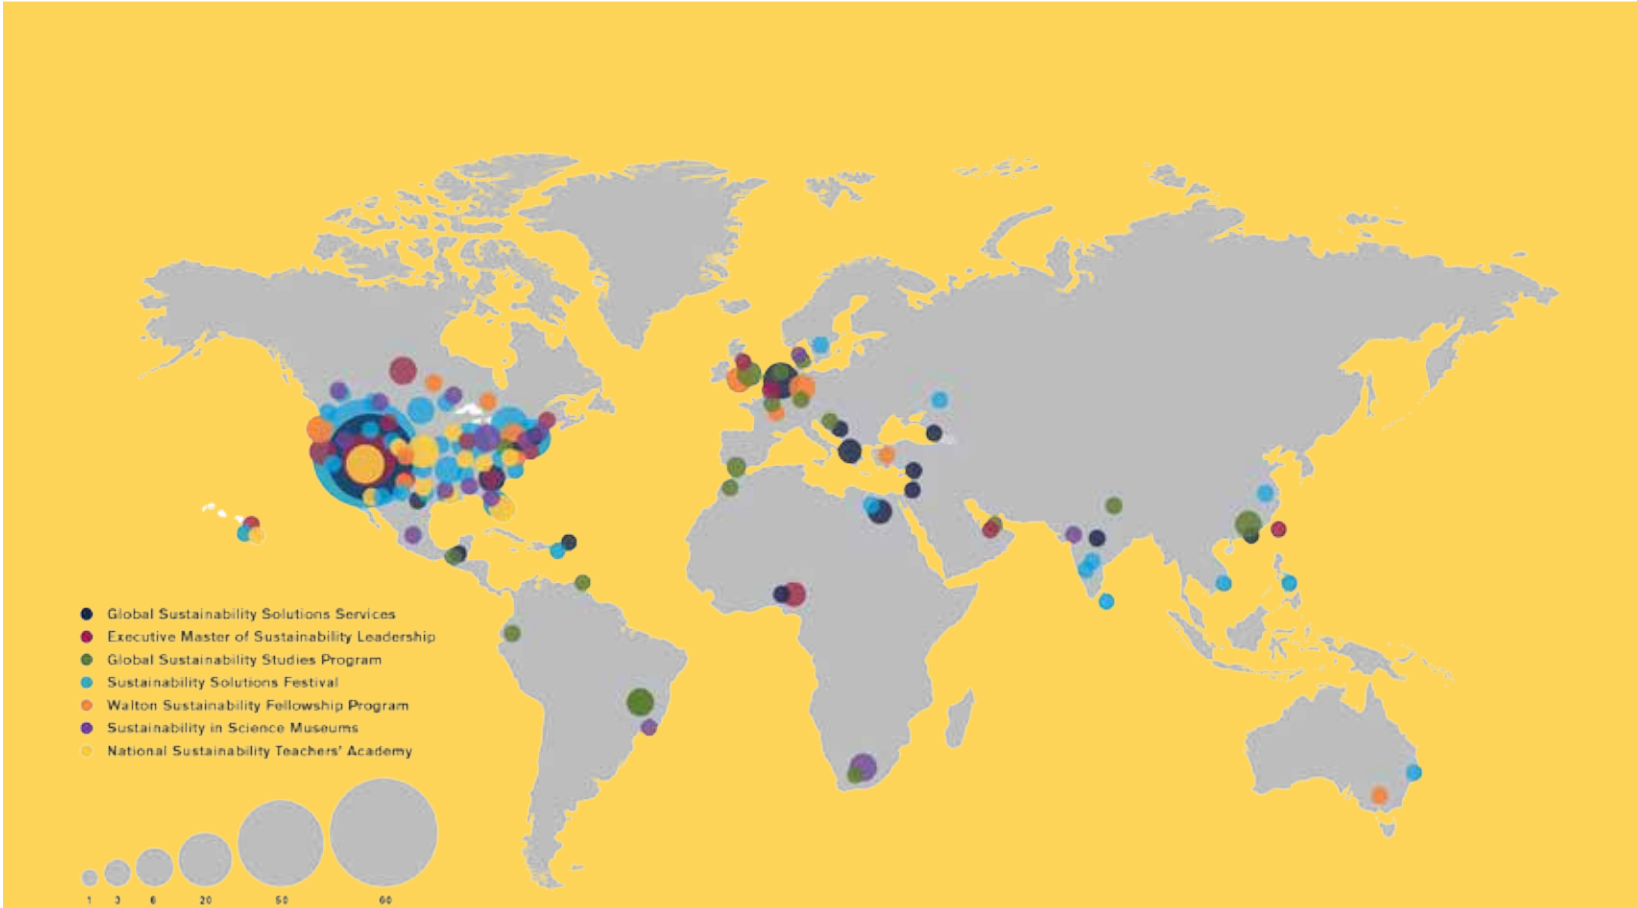 Global Sustainability Solutions Services
Executive Master of Sustainability Leadership
Global Sustainability Studies Program
Sustainability Solutions Festival
Walton Sustainability Fellowship Program
Sustainability in Science Museums
National Sustainability Teachers' Academy
1 3 6 20 50 60